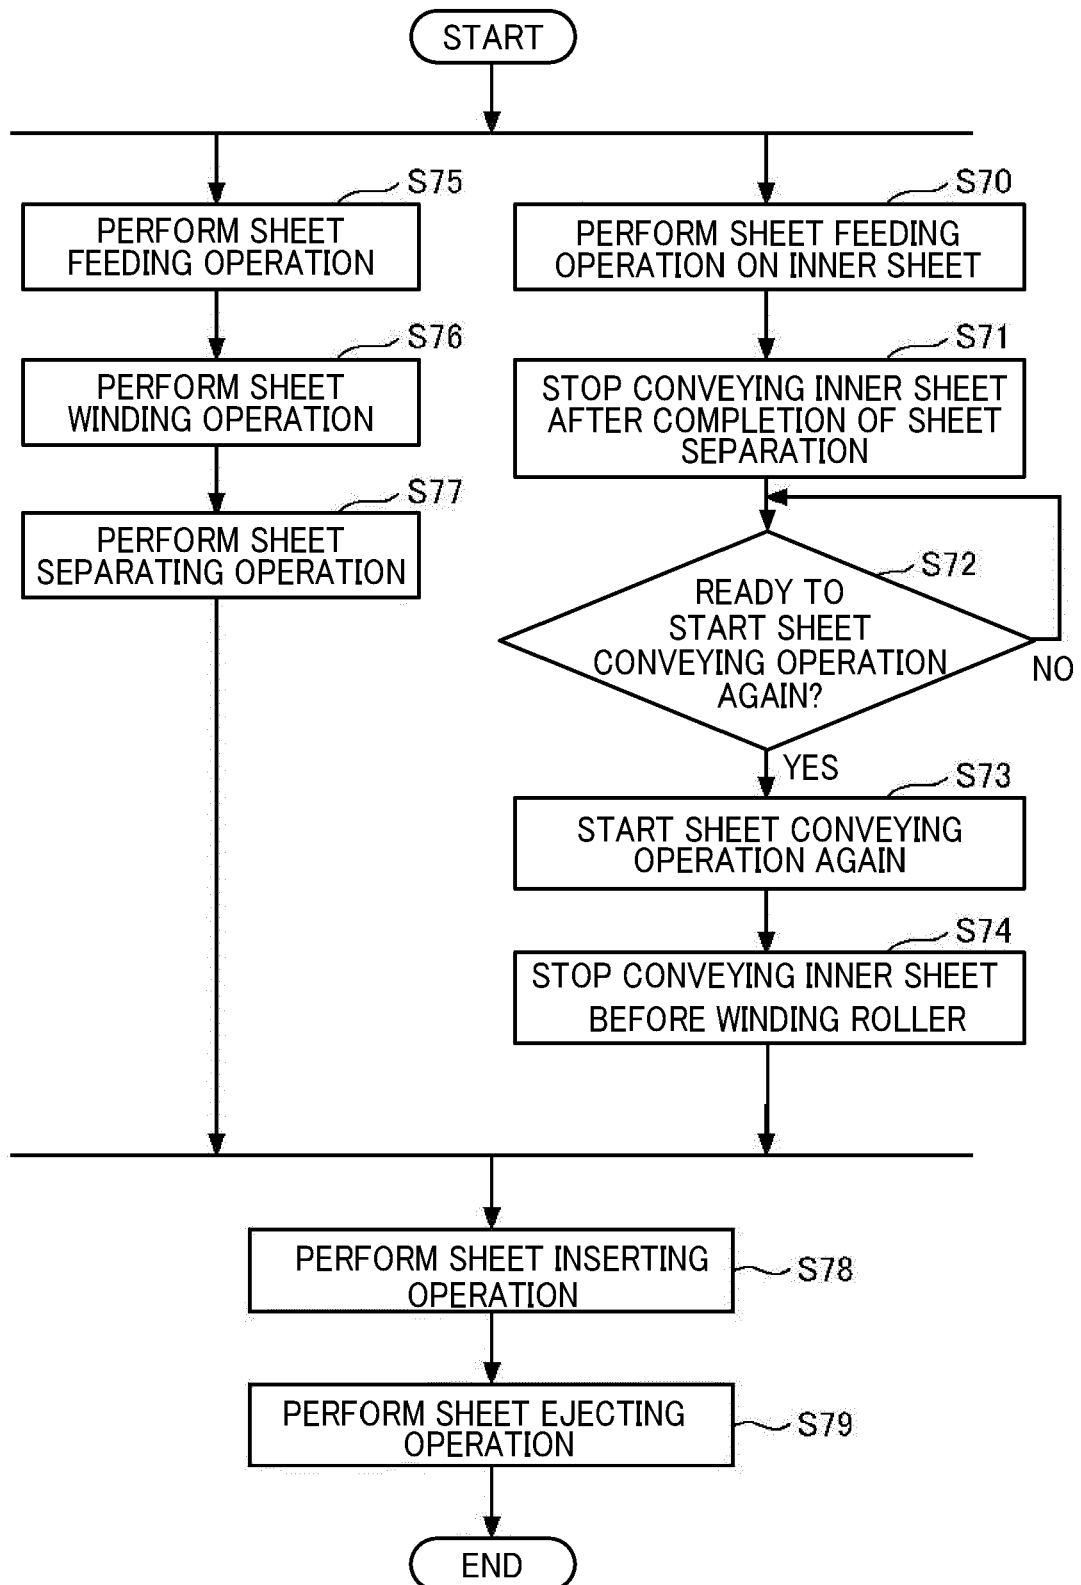 START
S75
PERFORM SHEET
FEEDING OPERATION
S76
PERFORM SHEET
WINDING OPERATION
S77
PERFORM SHEET
SEPARATING OPERATION
S70
PERFORM SHEET FEEDING
OPERATION ON INNER SHEET
S71
STOP CONVEYING INNER SHEET
AFTER COMPLETION OF SHEET
SEPARATION
S72
READY TO
START SHEET
CONVEYING OPERATION
AGAIN?
NO
YES
S73
START SHEET CONVEYING
OPERATION AGAIN
S74
STOP CONVEYING INNER SHEET
BEFORE WINDING ROLLER
PERFORM SHEET INSERTING
OPERATION
S78
PERFORM SHEET EJECTING
OPERATION
S79
END